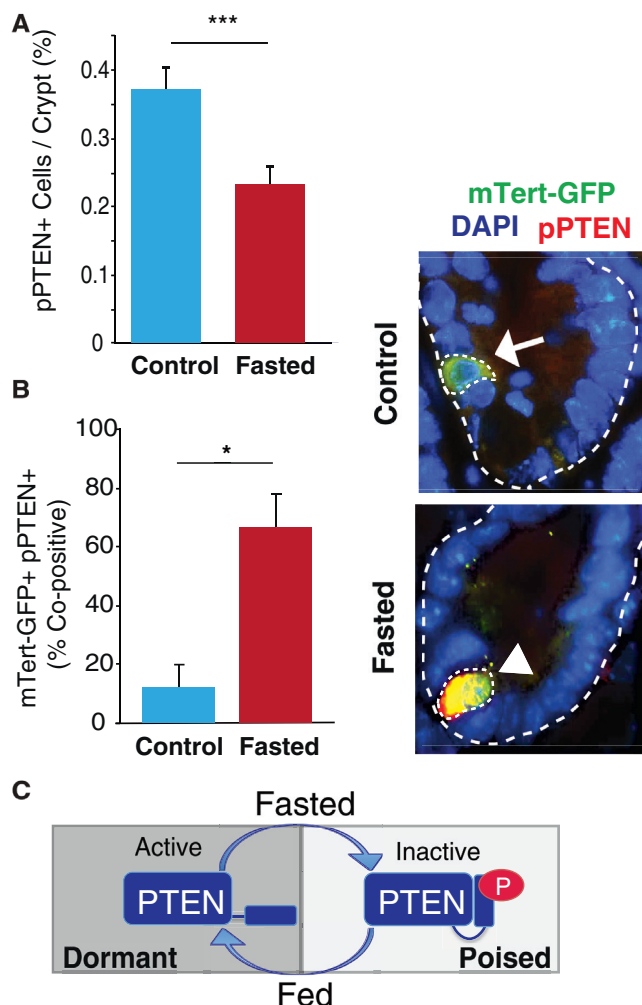 A
***
pPTEN+ Cells / Crypt (%)
0.4
0.3
0.2
0.1
0
Control
Fasted
mTert-GFP
DAPI pPTEN
Control
Fasted
B
*
mTert-GFP+ pPTEN+
(% Co-positive)
100
80
60
40
20
0
Control
Fasted
C
Fasted
Active
Inactive
PTEN
PTEN
P
Dormant
Poised
Fed